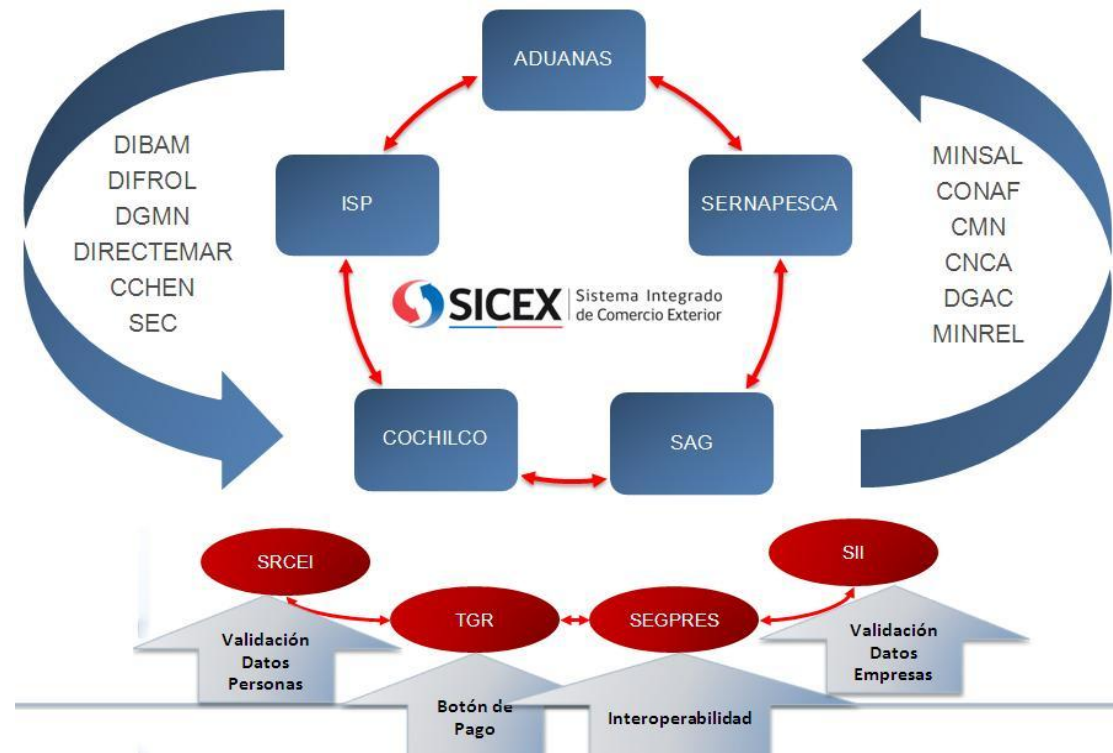 ADUANAS
DIBAM
DIFROL
DGMN
DIRECTEMAR
CCHEN
SEC
ISP
SERNAPESCA
MINSAL
CONAF
CMN
CNCA
DGAC
MINREL
SICEX
Sistema Integrado
de Comercio Exterior
COCHILCO
SAG
SRCEI
SII
TGR
SEGPRES
Validación
Datos
Personas
Botón de
Pago
Interoperabilidad
Validación
Datos
Empresas